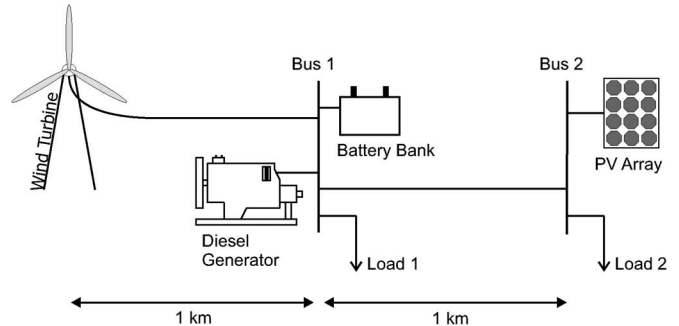 Bus 1
Bus 2
Wind Turbine
Battery Bank
PV Array
Diesel
Generator
Load 1
Load 2
1 km
1 km